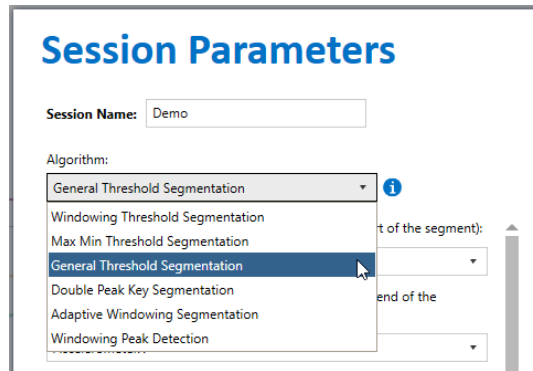 Session Parameters
Session Name: Demo
Algorithm:
General Threshold Segmentation
Windowing Threshold Segmentation
rt of the segment):
Max Min Threshold Segmentation
General Threshold Segmentation
Double Peak Key Segmentation
end of the
Adaptive Windowing Segmentation
Windowing Peak Detection